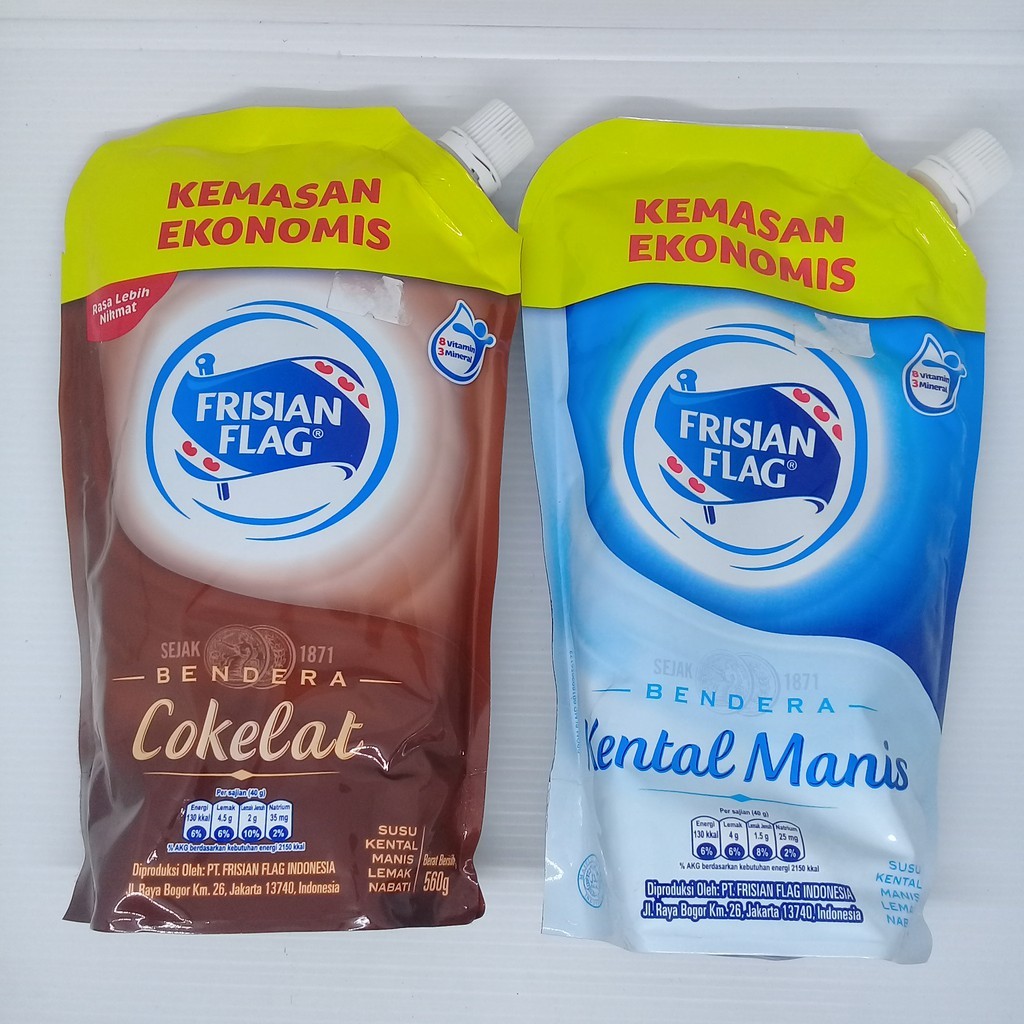 KEMASAN
EKONOMIS
Rasa Lebih
Nikmat
8 Vitamin
3 Mineral
FRISIAN
FLAG®
SEJAK 1871
BENDERA
Cokelat
Per sajian (40 g)
Energi Lemak Lemak Jenuh Natrium
130 kkal 4.5 g 2 g 35 mg
6% 6% 10% 2%
% AKG berdasarkan kebutuhan energi 2150 kkal
Diproduksi Oleh: PT. FRISIAN FLAG INDONESIA
Jl. Raya Bogor Km. 26, Jakarta 13740, Indonesia
SUSU
KENTAL
MANIS
LEMAK
NABATI
Berat Bersih
560g
KEMASAN
EKONOMIS
8 Vitamin
3 Mineral
FRISIAN
FLAG®
SEJAK 1871
BENDERA
Kental Manis
Per sajian (40 g)
Energi Lemak Lemak Jenuh Natrium
130 kkal 4 g 1.5 g 25 mg
6% 6% 8% 2%
% AKG berdasarkan kebutuhan energi 2150 kkal
Diproduksi Oleh: PT. FRISIAN FLAG INDONESIA
Jl. Raya Bogor Km. 26, Jakarta 13740, Indonesia
SUSU
KENTAL
MANIS
LEMA
NAB